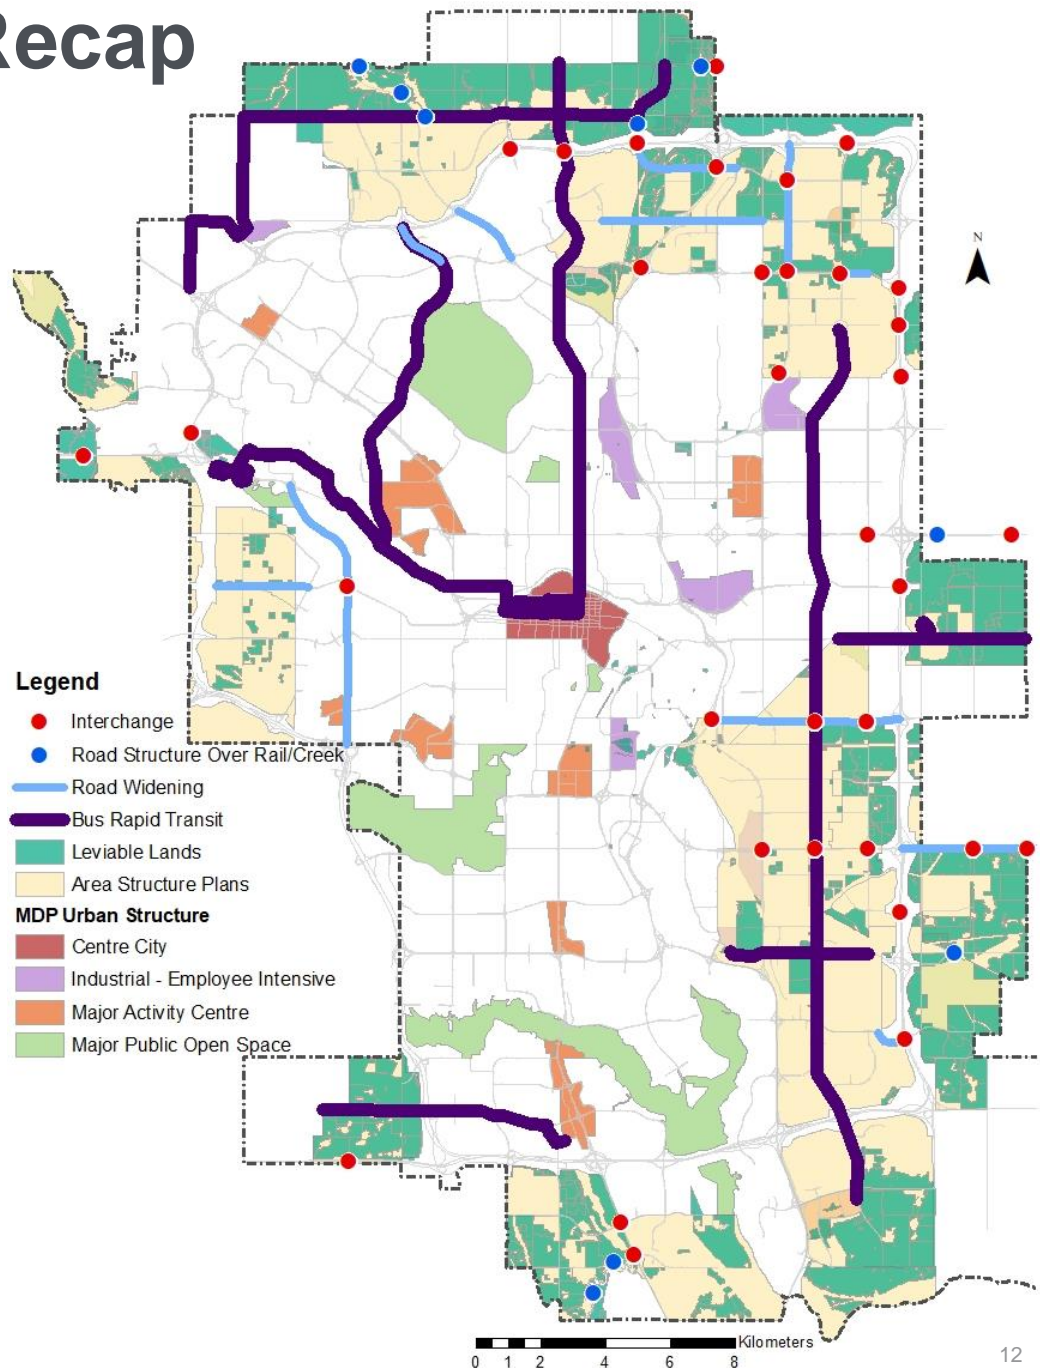 Recap
N
Legend
Interchange
Road Structure Over Rail/Creek
Road Widening
Bus Rapid Transit
Leviable Lands
Area Structure Plans
MDP Urban Structure
Centre City
Industrial - Employee Intensive
Major Activity Centre
Major Public Open Space
Kilometers
0 1 2 4 6 8
12